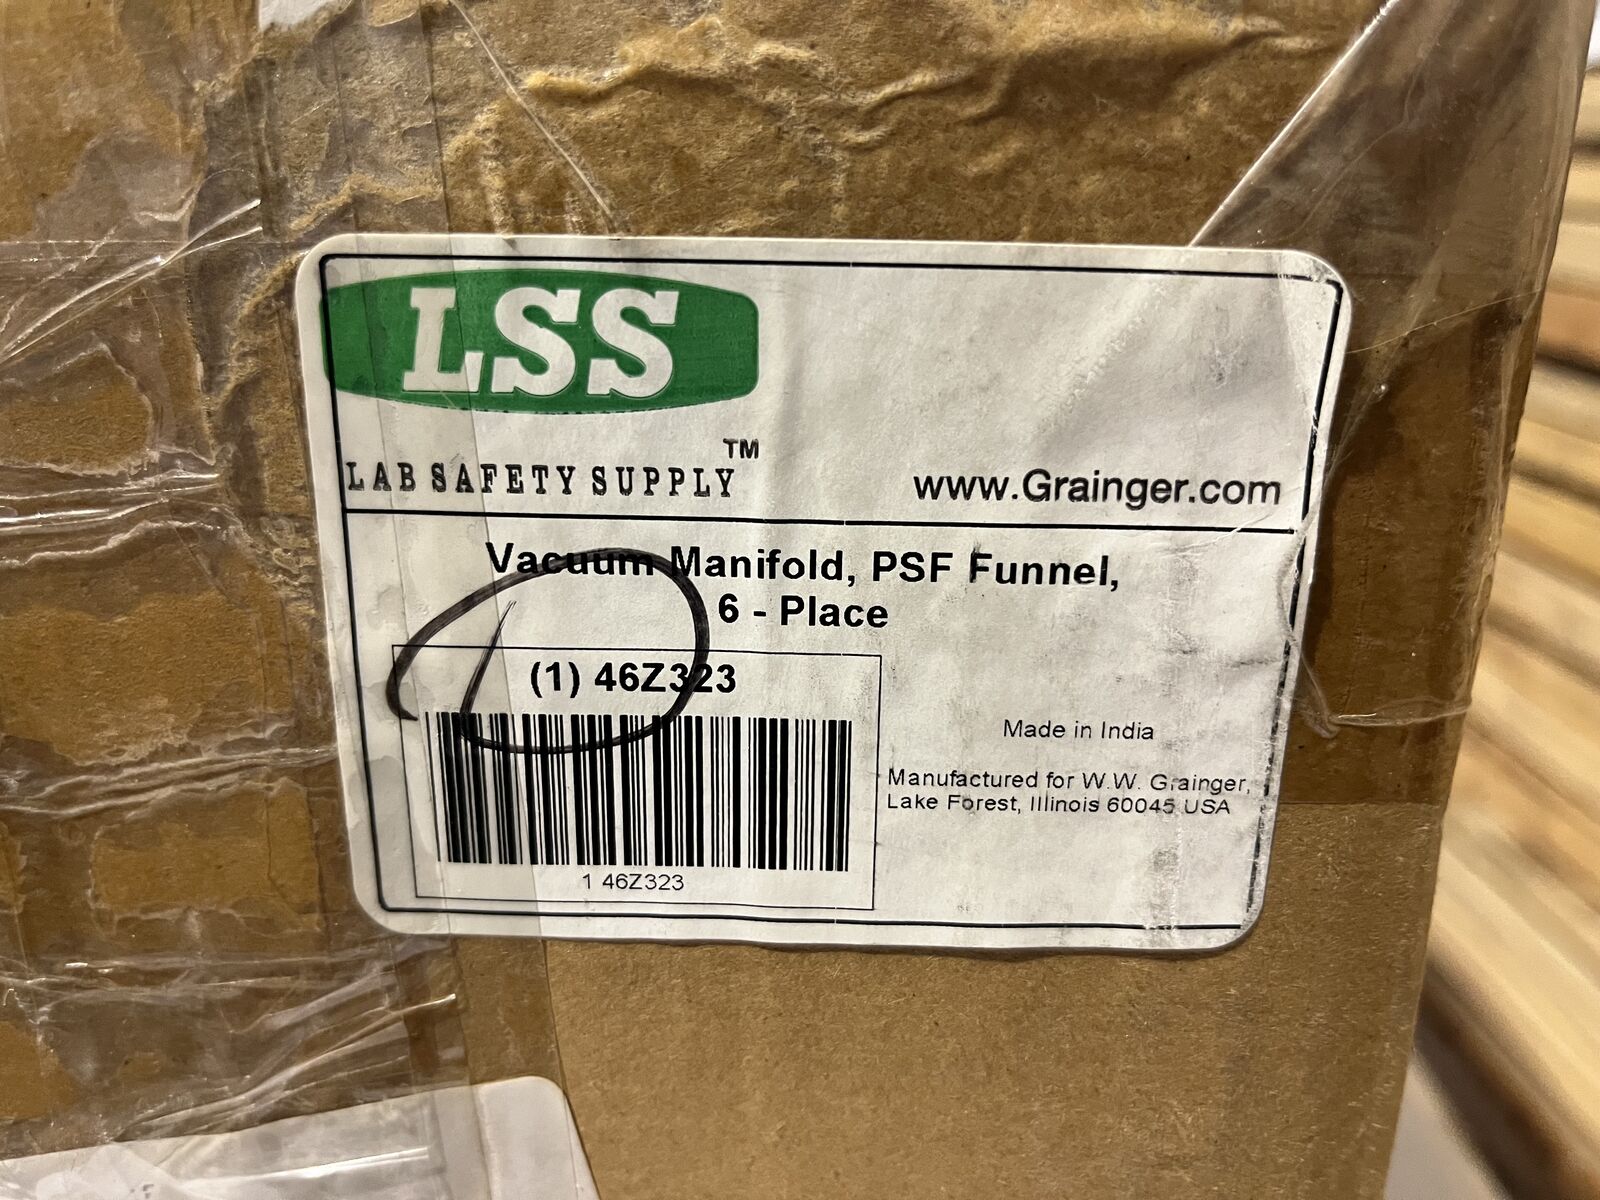 LSS
LAB SAFETY SUPPLY™
www.Grainger.com
Vacuum Manifold, PSF Funnel,
6 - Place
(1) 46Z323
1 46Z323
Made in India
Manufactured for W.W. Grainger,
Lake Forest, Illinois 60045 USA